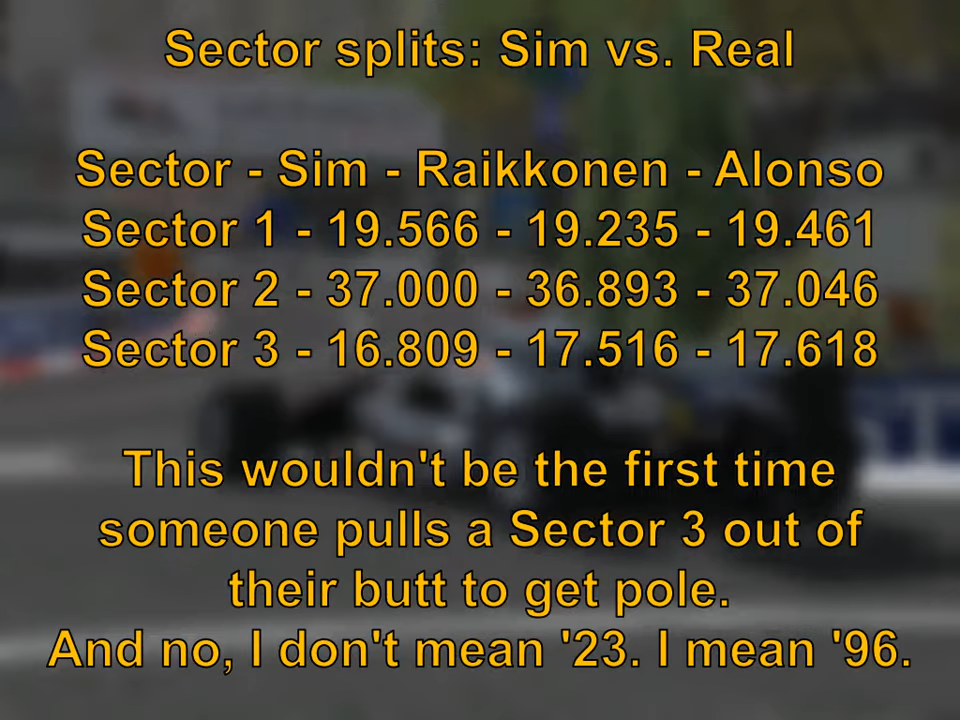 Sector splits: Sim vs. Real
Sector - Sim - Raikkonen - Alonso
Sector 1 - 19.566 - 19.235 - 19.461
Sector 2 - 37.000 - 36.893 - 37.046
Sector 3 - 16.809 - 17.516 - 17.618
This wouldn't be the first time
someone pulls a Sector 3 out of
their butt to get pole.
And no, I don't mean '23. I mean '96.